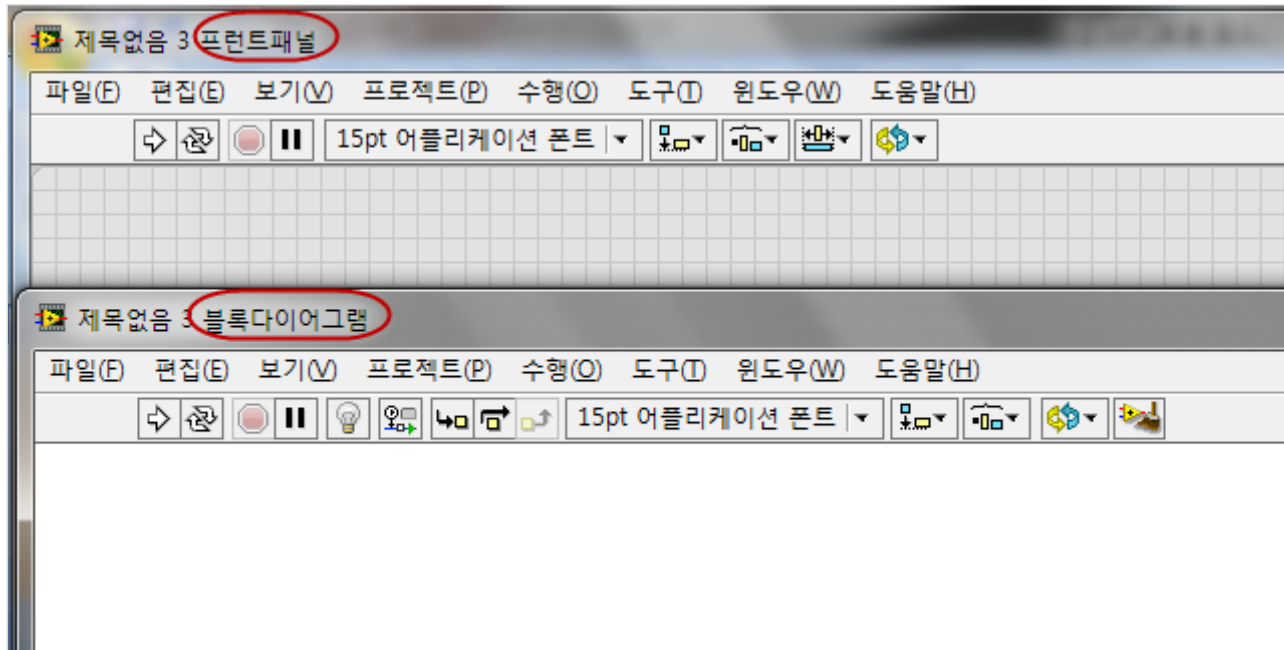 제목없음 3 프런트패널
파일(F) 편집(E) 보기(V) 프로젝트(P) 수행(O) 도구(T) 윈도우(W) 도움말(H)
15pt 어플리케이션 폰트
제목없음 3 블록다이어그램
파일(F) 편집(E) 보기(V) 프로젝트(P) 수행(O) 도구(T) 윈도우(W) 도움말(H)
15pt 어플리케이션 폰트